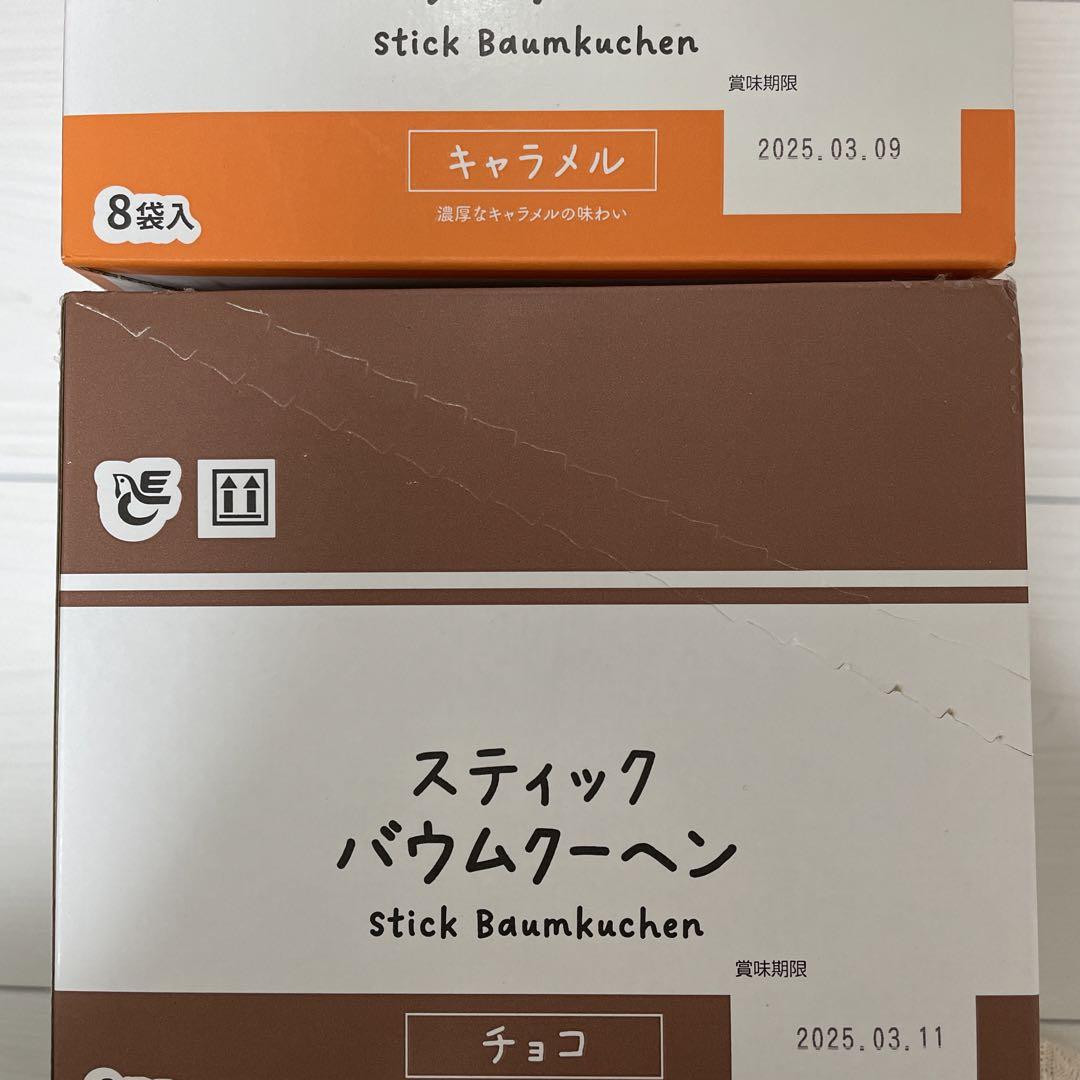 stick Baumkuchen
賞味期限
2025.03.09
キャラメル
濃厚なキャラメルの味わい
8袋入
スティック
バウムクーヘン
stick Baumkuchen
賞味期限
チョコ
2025.03.11